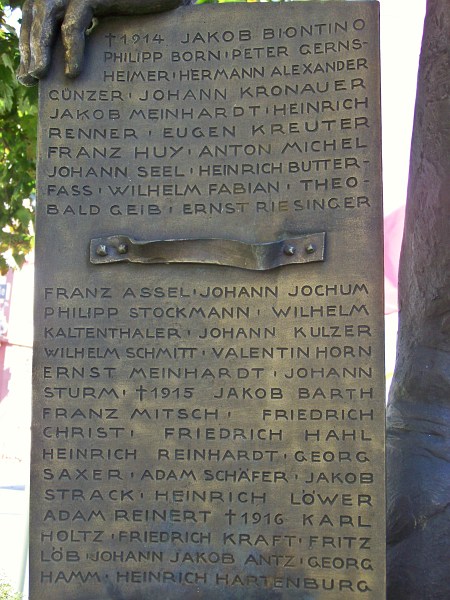 †1914 JAKOB BIONTINO
PHILIPP BORN · PETER GERNS-
HEIMER · HERMANN ALEXANDER
GÜNZER · JOHANN KRONAUER
JAKOB MEINHARDT · HEINRICH
RENNER · EUGEN KREUTER
FRANZ HUY · ANTON MICHEL
JOHANN SEEL · HEINRICH BUTTER-
FASS · WILHELM FABIAN · THEO-
BALD GEIB · ERNST RIESINGER
FRANZ ASSEL · JOHANN JOCHUM
PHILIPP STOCKMANN · WILHELM
KALTENTHALER · JOHANN KULZER
WILHELM SCHMITT · VALENTIN HORN
ERNST MEINHARDT · JOHANN
STURM · †1915 JAKOB BARTH
FRANZ MITSCH · FRIEDRICH
CHRIST · FRIEDRICH HAHL
HEINRICH REINHARDT · GEORG
SAXER · ADAM SCHÄFER · JAKOB
STRACK · HEINRICH LÖWER
ADAM REINERT †1916 KARL
HOLTZ · FRIEDRICH KRAFT · FRITZ
LÖB · JOHANN JAKOB ANTZ · GEORG
HAMM · HEINRICH HARTENBURG